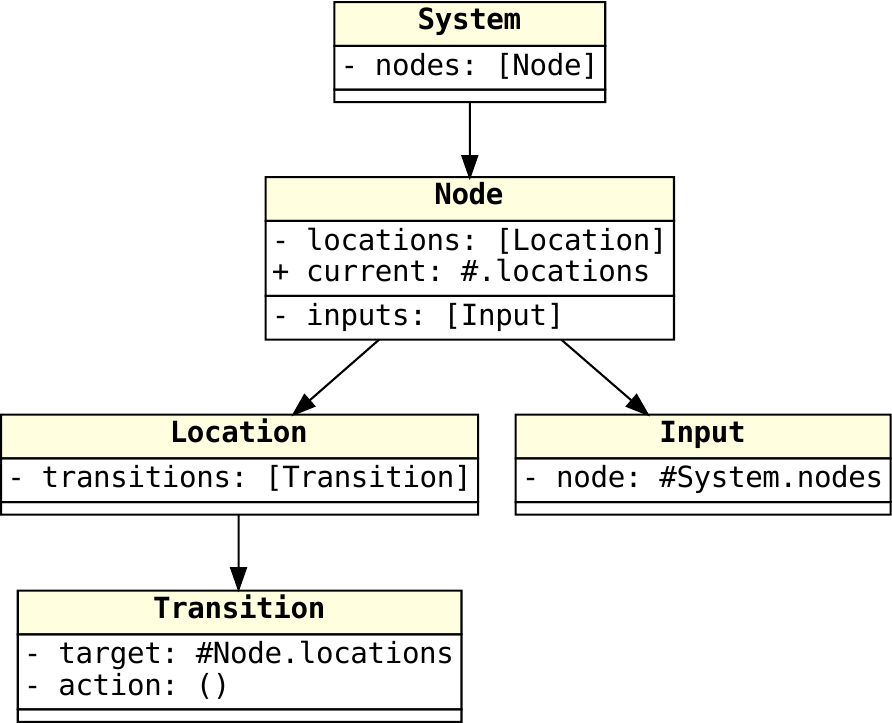 System
- nodes: [Node]
Node
- locations: [Location]
+ current: #.locations
- inputs: [Input]
Location
- transitions: [Transition]
Input
- node: #System.nodes
Transition
- target: #Node.locations
- action: ()